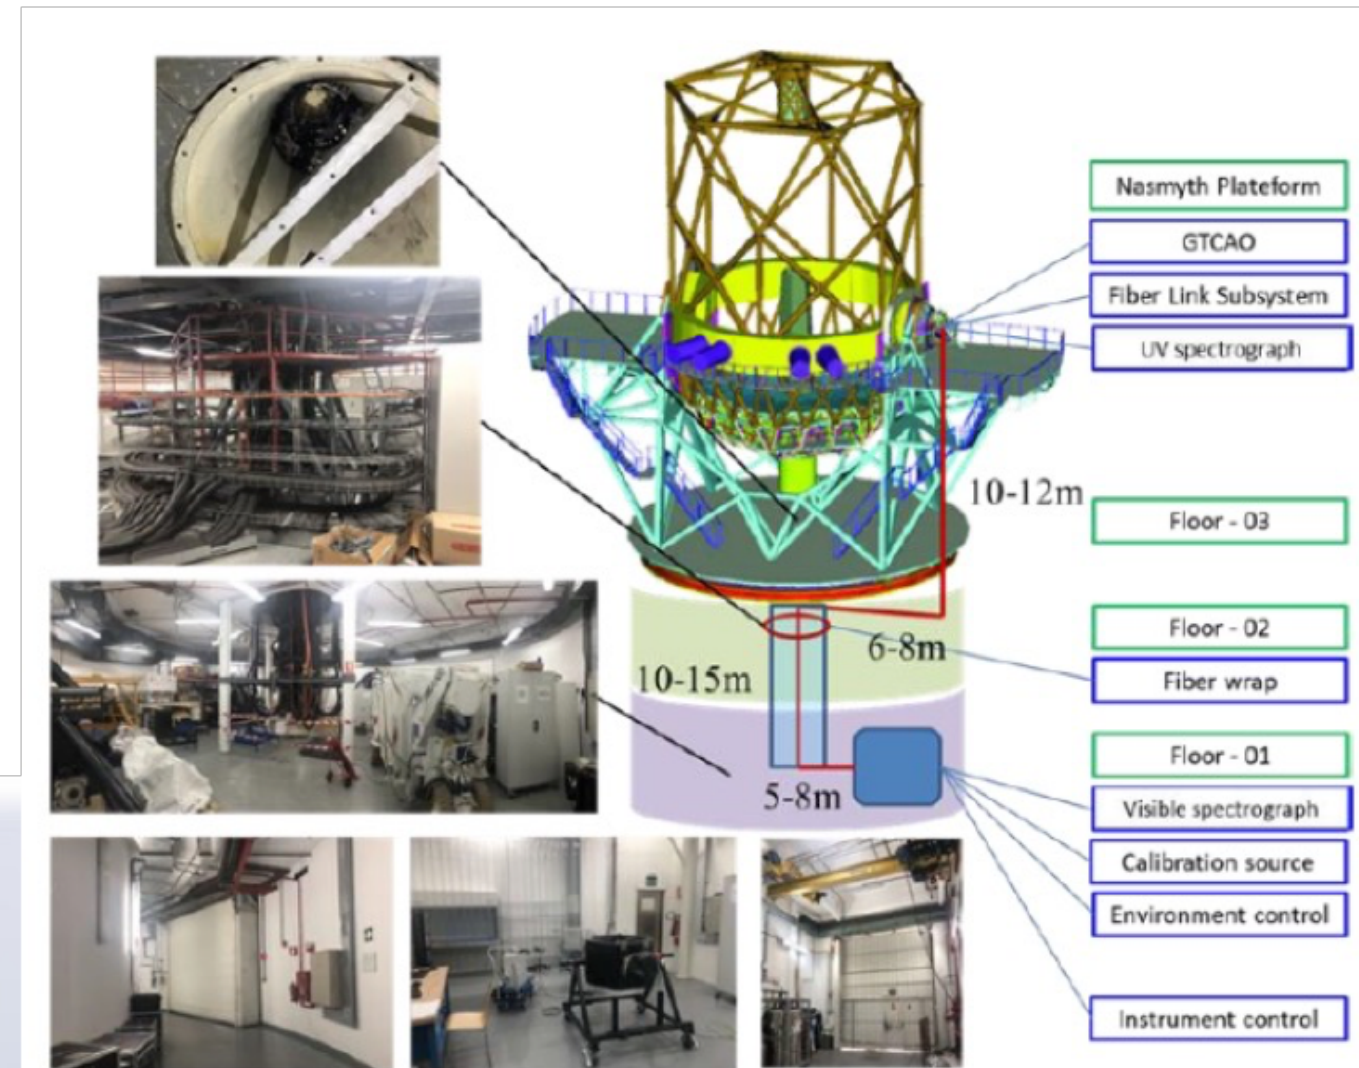 Nasmyth Plateform
GTCAO
Fiber Link Subsystem
UV spectrograph
10-12m
Floor - 03
Floor - 02
6-8m
Fiber wrap
10-15m
Floor - 01
5-8m
Visible spectrograph
Calibration source
Environment control
Instrument control